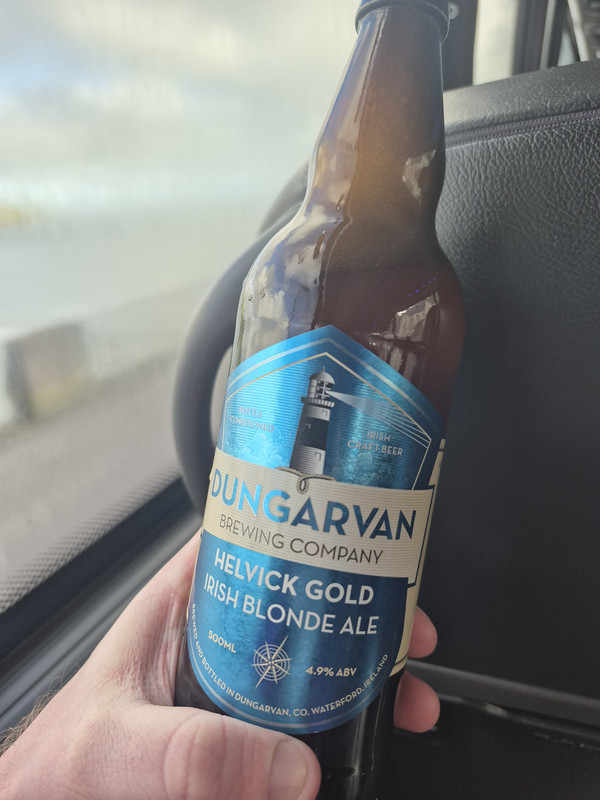 BOTTLE
CONDITIONED
IRISH
CRAFT BEER
DUNGARVAN
BREWING COMPANY
HELVICK GOLD
IRISH BLONDE ALE
500ML
4.9% ABV
BREWED AND BOTTLED IN DUNGARVAN, CO. WATERFORD, IRELAND